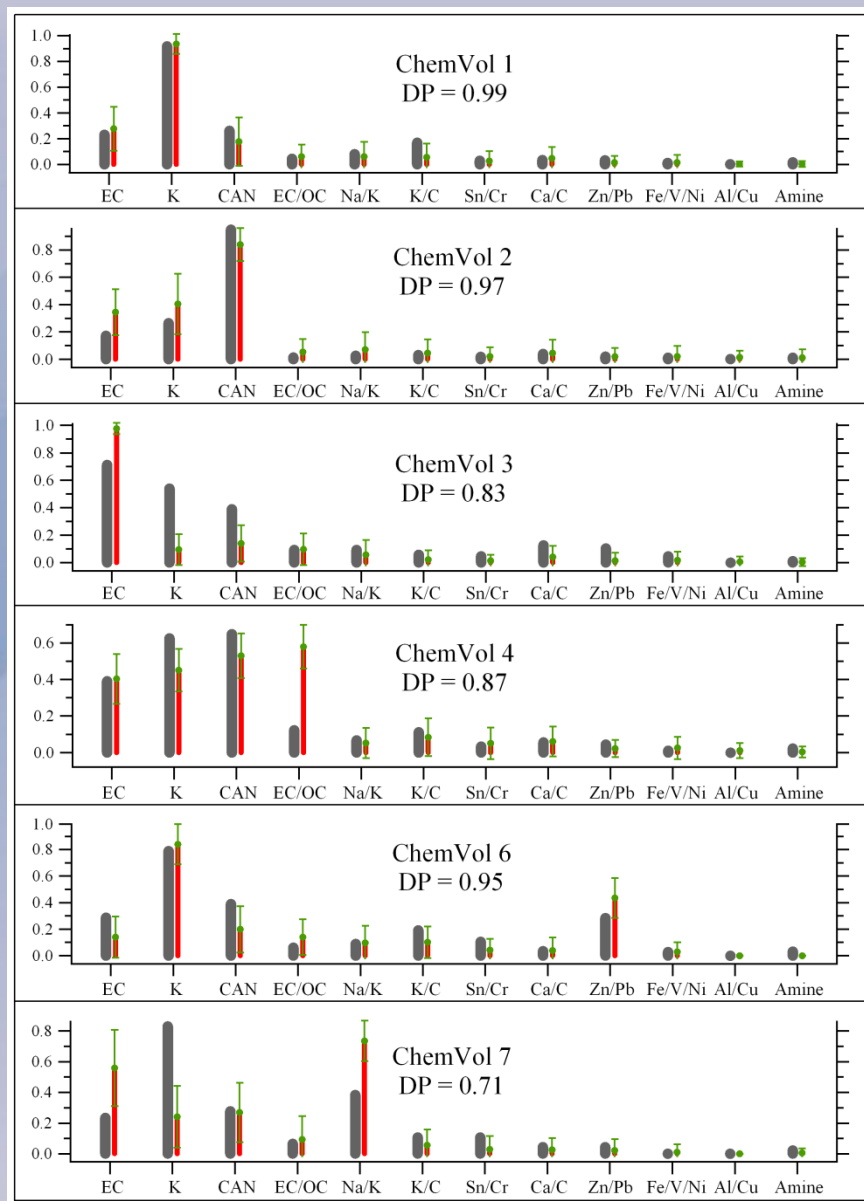 1.0
0.8
0.6
0.4
0.2
0.0
ChemVol 1
DP = 0.99
EC K CAN EC/OC Na/K K/C Sn/Cr Ca/C Zn/Pb Fe/V/Ni Al/Cu Amine
0.8
0.6
0.4
0.2
0.0
ChemVol 2
DP = 0.97
EC K CAN EC/OC Na/K K/C Sn/Cr Ca/C Zn/Pb Fe/V/Ni Al/Cu Amine
1.0
0.8
0.6
0.4
0.2
0.0
ChemVol 3
DP = 0.83
EC K CAN EC/OC Na/K K/C Sn/Cr Ca/C Zn/Pb Fe/V/Ni Al/Cu Amine
0.6
0.4
0.2
0.0
ChemVol 4
DP = 0.87
EC K CAN EC/OC Na/K K/C Sn/Cr Ca/C Zn/Pb Fe/V/Ni Al/Cu Amine
1.0
0.8
0.6
0.4
0.2
0.0
ChemVol 6
DP = 0.95
EC K CAN EC/OC Na/K K/C Sn/Cr Ca/C Zn/Pb Fe/V/Ni Al/Cu Amine
0.8
0.6
0.4
0.2
0.0
ChemVol 7
DP = 0.71
EC K CAN EC/OC Na/K K/C Sn/Cr Ca/C Zn/Pb Fe/V/Ni Al/Cu Amine